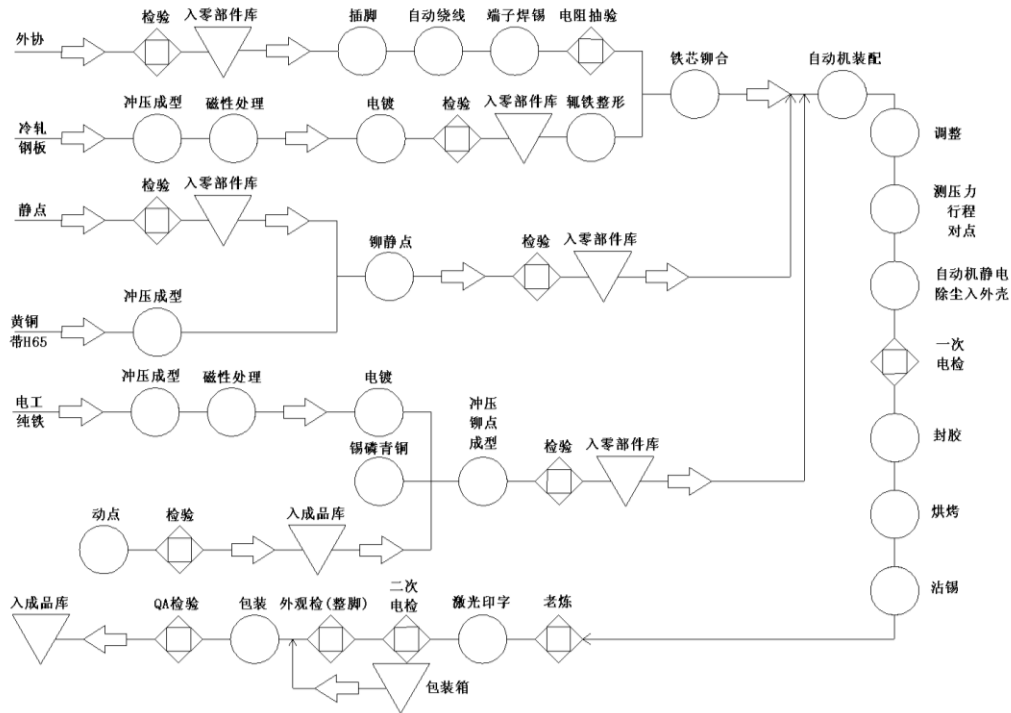 检验
入零部件库
插脚
自动绕线
端子焊锡
电阻抽验
外协
铁芯铆合
自动机装配
冲压成型
磁性处理
电镀
检验
入零部件库
轭铁整形
冷轧
钢板
调整
检验
入零部件库
静点
测压力
行程
对点
铆静点
检验
入零部件库
自动机静电
除尘入外壳
冲压成型
黄铜
带H65
一次
电检
冲压成型
磁性处理
电镀
电工
纯铁
冲压
铆点
成型
检验
入零部件库
封胶
锡磷青铜
动点
检验
入成品库
烘烤
沾锡
入成品库
QA检验
包装
外观检(整脚)
二次
电检
激光印字
老炼
包装箱